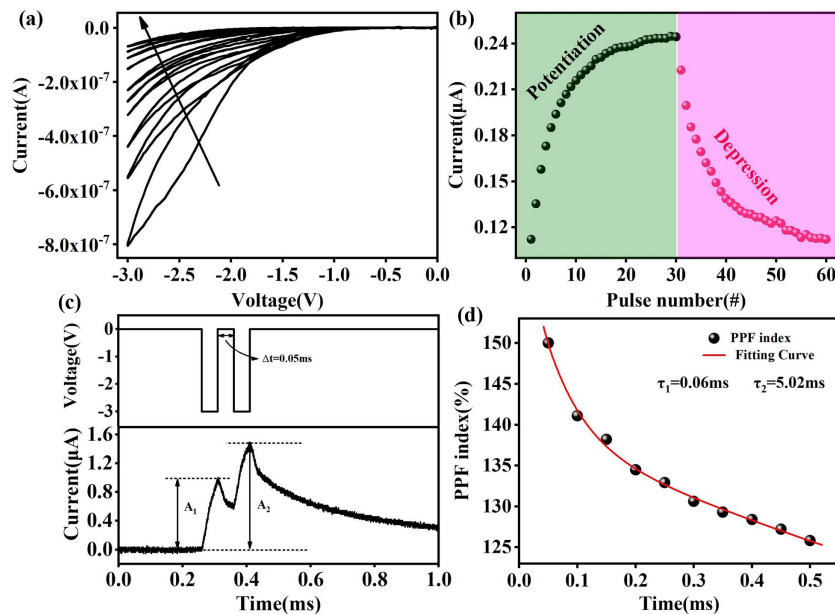 (a)
0.0
-2.0x10⁻⁷
-4.0x10⁻⁷
-6.0x10⁻⁷
-8.0x10⁻⁷
Current(A)
-3.0 -2.5 -2.0 -1.5 -1.0 -0.5 0.0
Voltage(V)
(b)
0.24
0.21
0.18
0.15
0.12
Current(μA)
Potentiation
Depression
0 10 20 30 40 50 60
Pulse number(#)
(c)
0
-1
-2
-3
Voltage(V)
Δt=0.05ms
1.6
1.2
0.8
0.4
0.0
Current(μA)
A₁
A₂
0.0 0.2 0.4 0.6 0.8 1.0
Time(ms)
(d)
150
145
140
135
130
125
PPF index(%)
PPF index
Fitting Curve
τ₁=0.06ms τ₂=5.02ms
0.0 0.1 0.2 0.3 0.4 0.5
Time(ms)